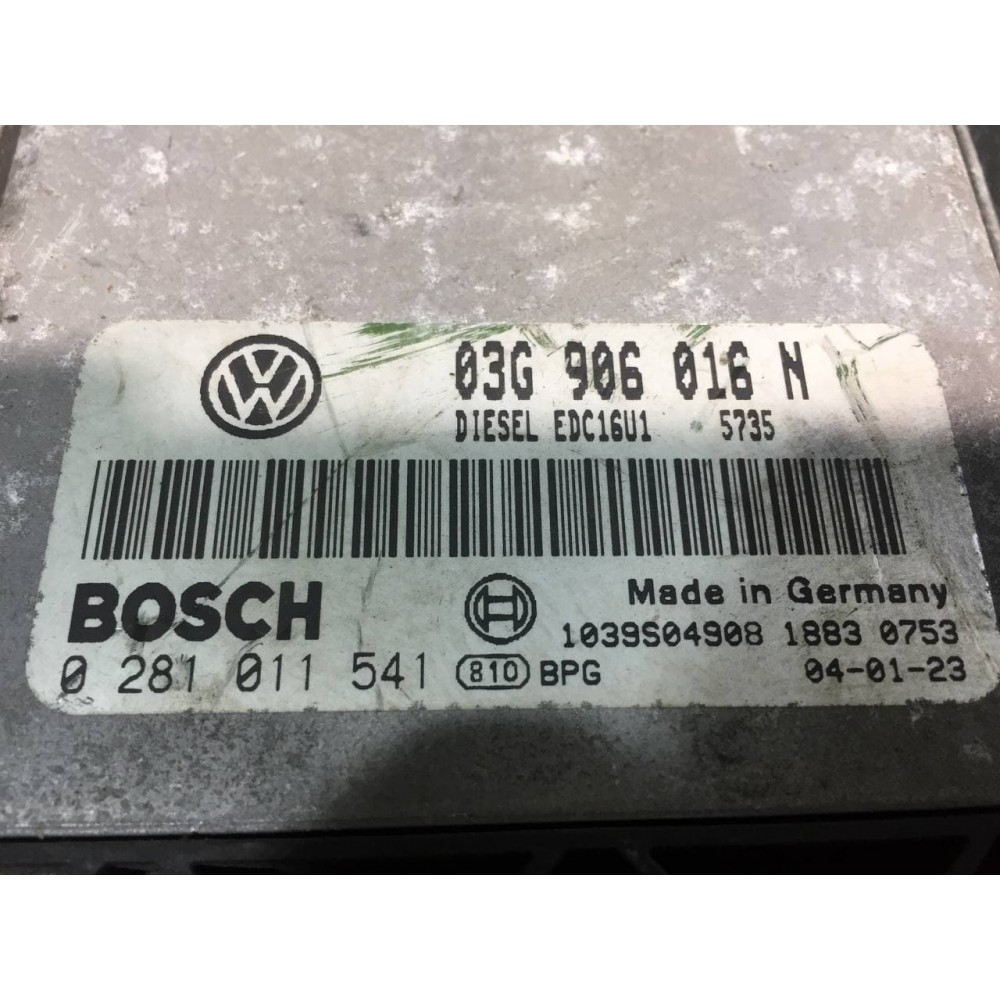 03G 906 016 N
DIESEL EDC16U1 5735
BOSCH
Made in Germany
1039S04908 1883 0753
0 281 011 541 810 BPG
04-01-23